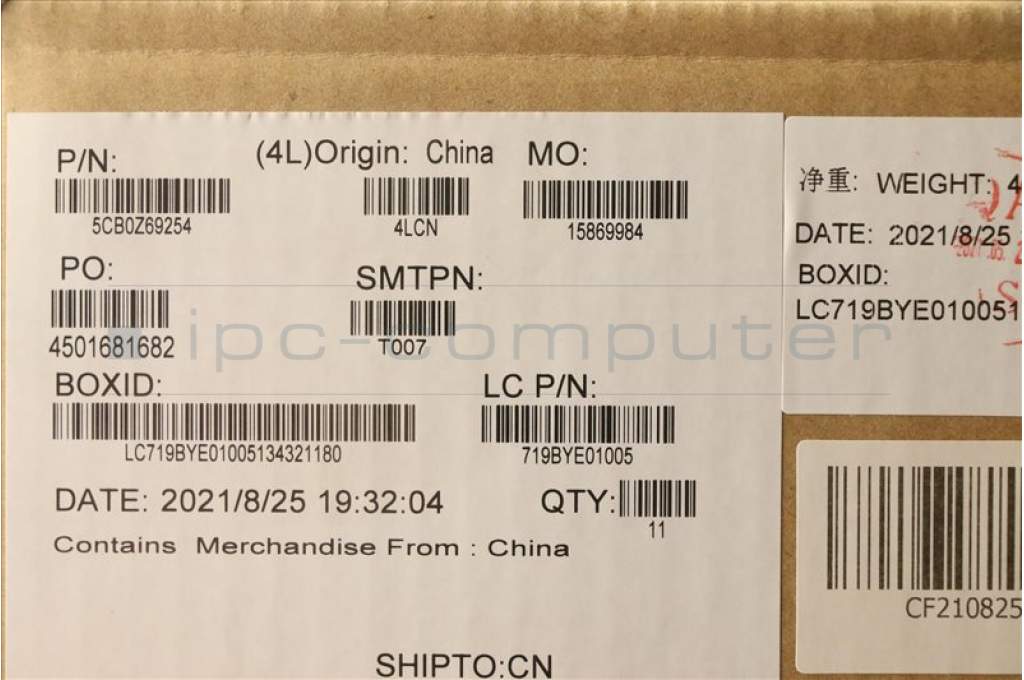 P/N:
(4L)Origin: China
MO:
5CB0Z69254
4LCN
15869984
PO:
SMTPN:
4501681682
T007
ipc-computer
BOXID:
LC P/N:
LC719BYE01005134321180
719BYE01005
DATE: 2021/8/25 19:32:04
QTY:
11
Contains Merchandise From : China
SHIPTO:CN
净重: WEIGHT: 4
DATE: 2021/8/25
BOXID:
LC719BYE010051
CF210825